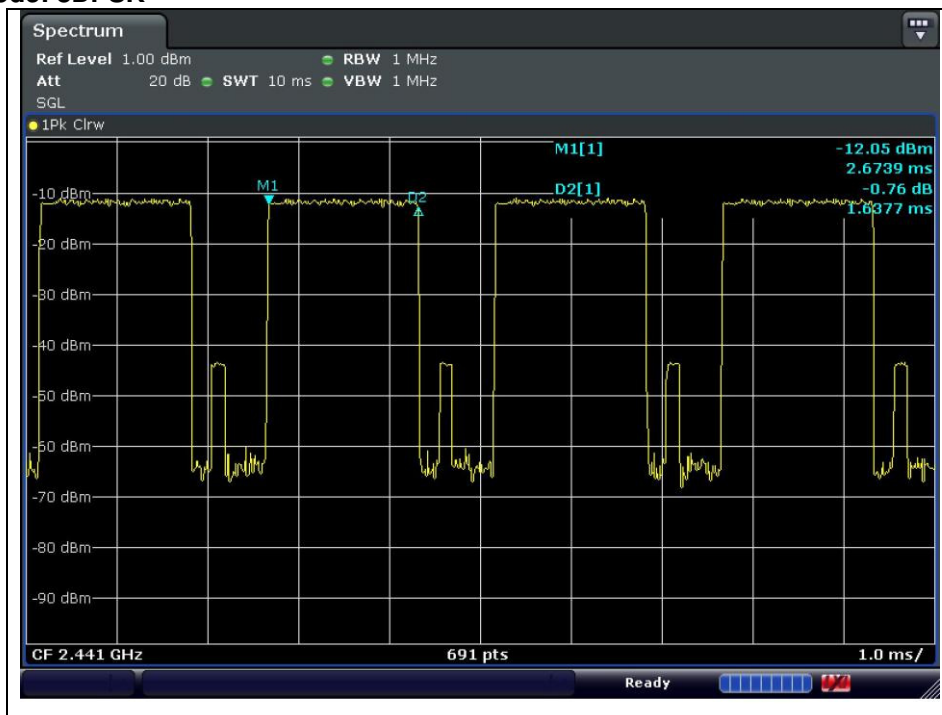 Spectrum
Ref Level 1.00 dBm RBW 1 MHz
Att 20 dB SWT 10 ms VBW 1 MHz
SGL
1Pk Clrw
M1[1] -12.05 dBm
2.6739 ms
D2[1] -0.76 dB
1.6377 ms
M1
D2
-10 dBm
-20 dBm
-30 dBm
-40 dBm
-50 dBm
-60 dBm
-70 dBm
-80 dBm
-90 dBm
CF 2.441 GHz 691 pts 1.0 ms/
Ready